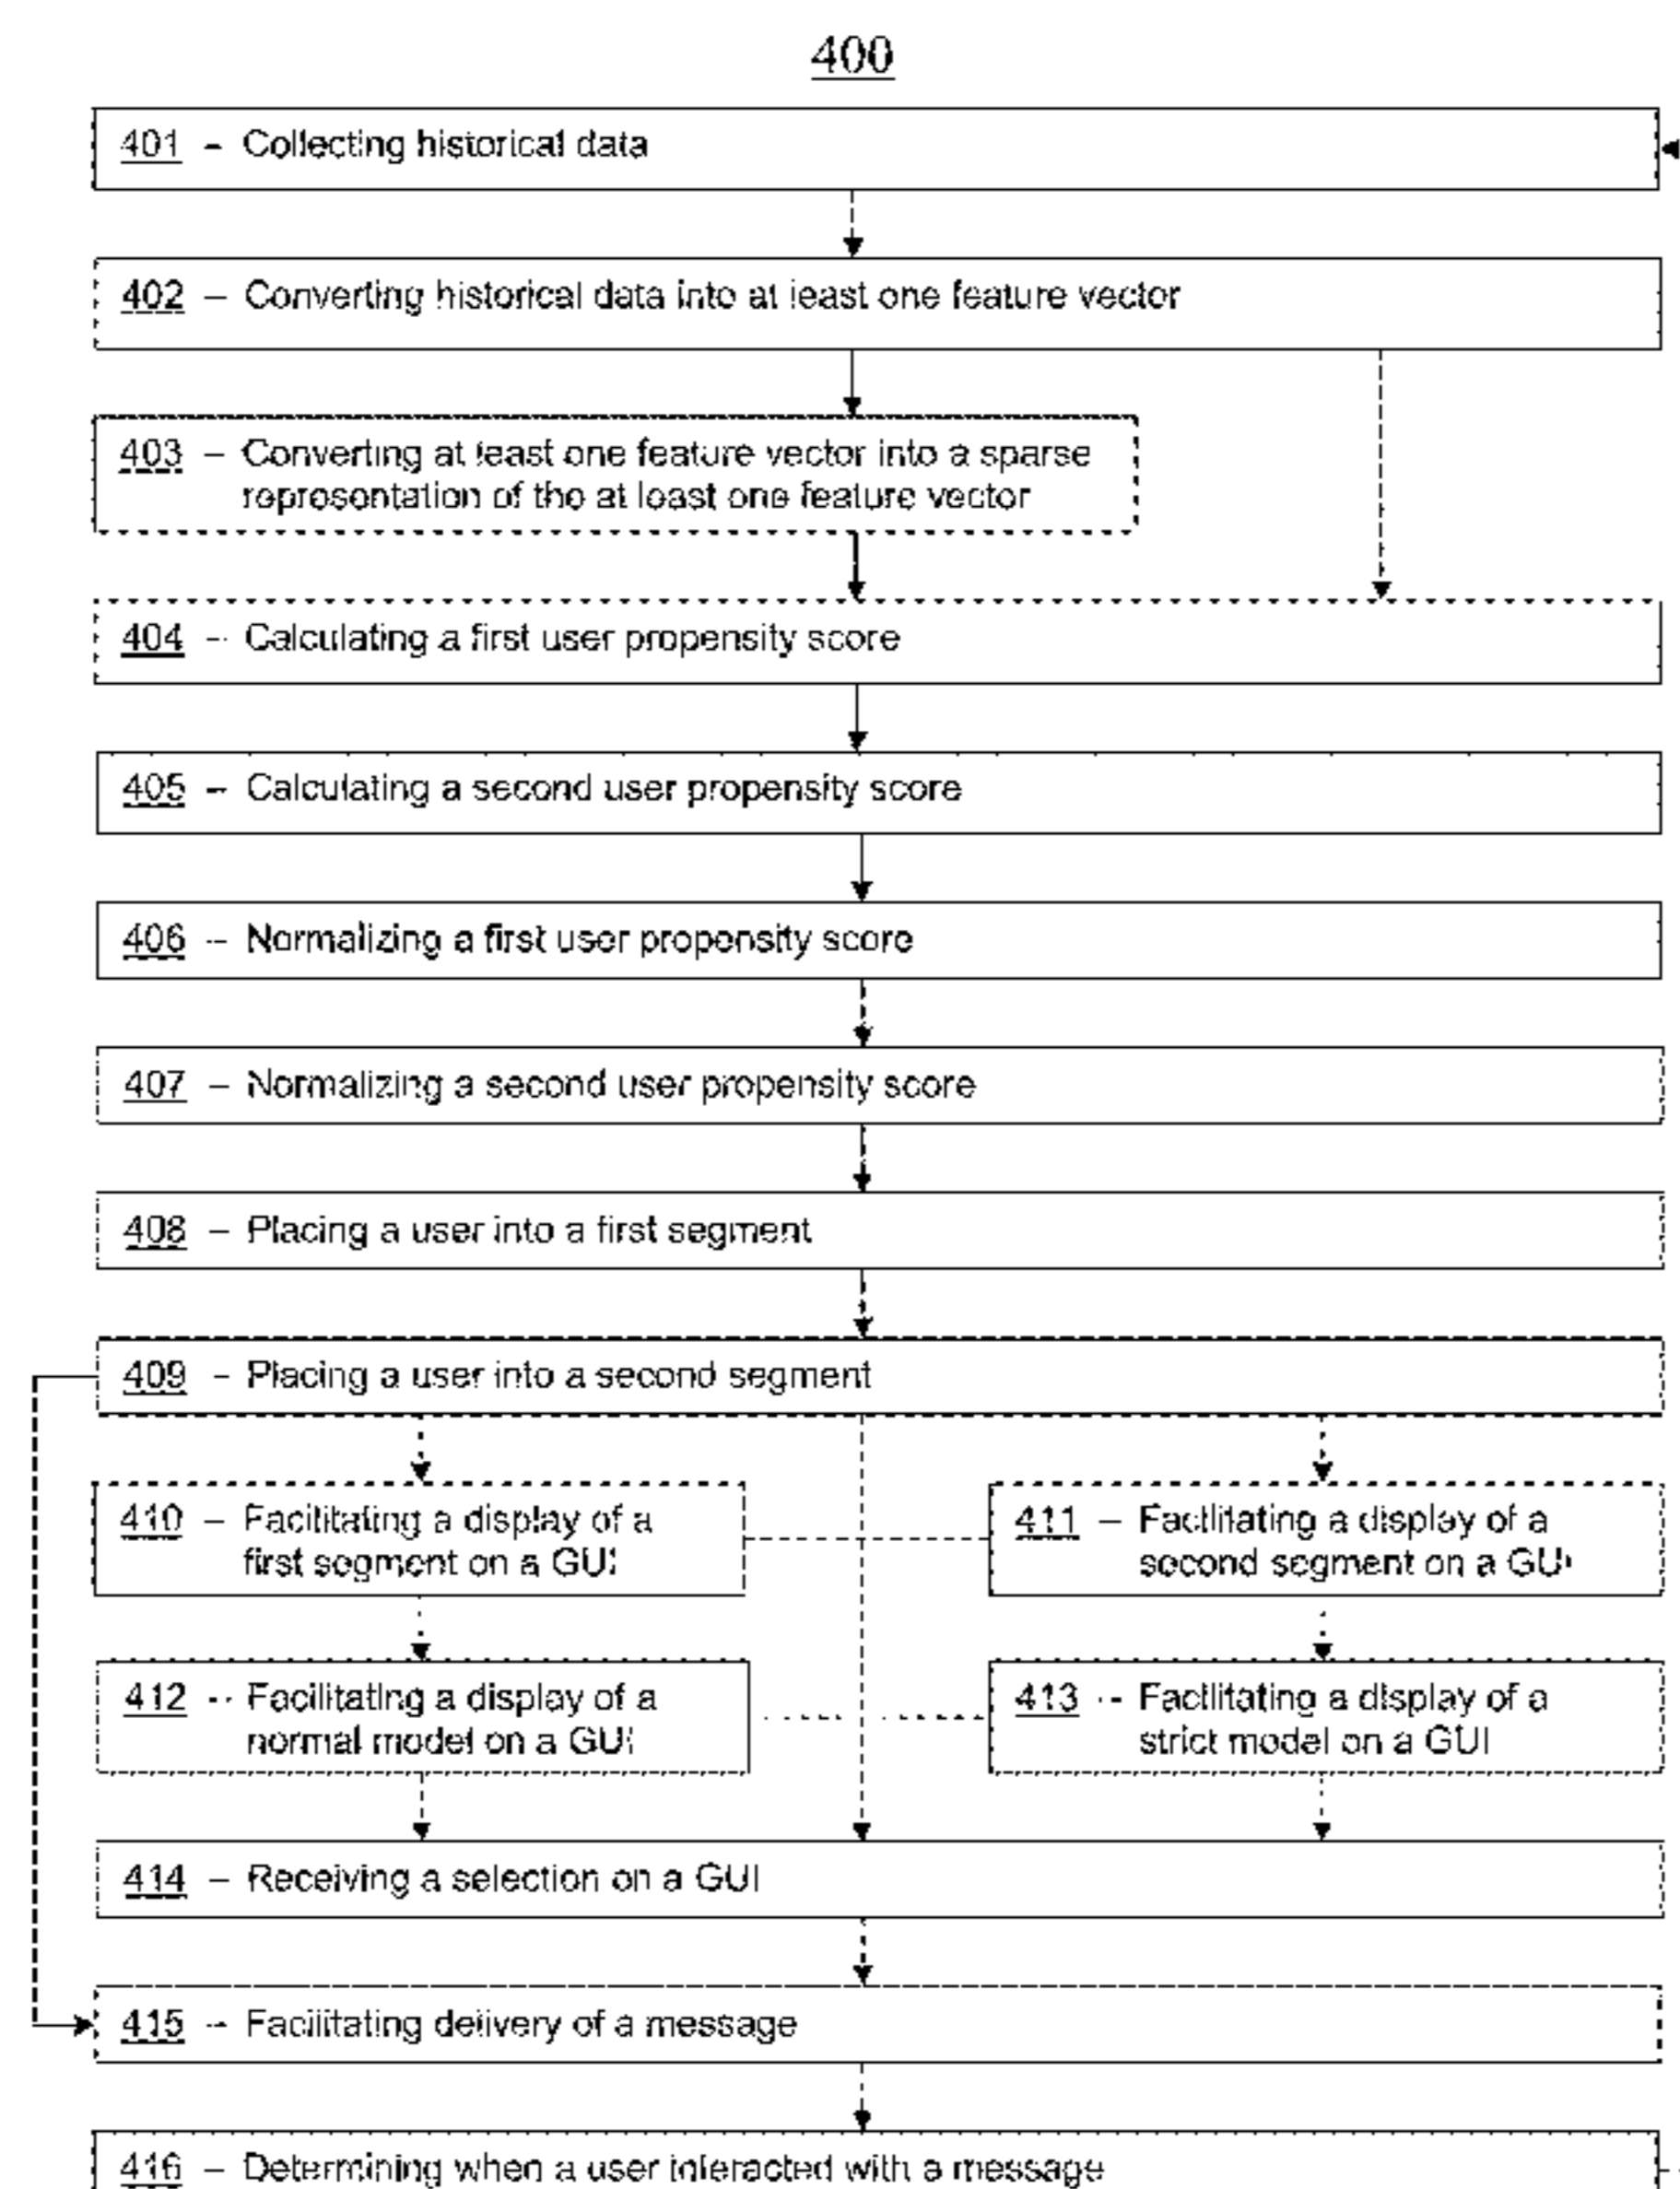 400
401 – Collecting historical data
402 – Converting historical data into at least one feature vector
403 – Converting at least one feature vector into a sparse
representation of the at least one feature vector
404 – Calculating a first user propensity score
405 – Calculating a second user propensity score
406 – Normalizing a first user propensity score
407 – Normalizing a second user propensity score
408 – Placing a user into a first segment
409 – Placing a user into a second segment
410 – Facilitating a display of a
first segment on a GUI
411 – Facilitating a display of a
second segment on a GUI
412 – Facilitating a display of a
normal model on a GUI
413 – Facilitating a display of a
strict model on a GUI
414 – Receiving a selection on a GUI
415 – Facilitating delivery of a message
416 – Determining when a user interacted with a message